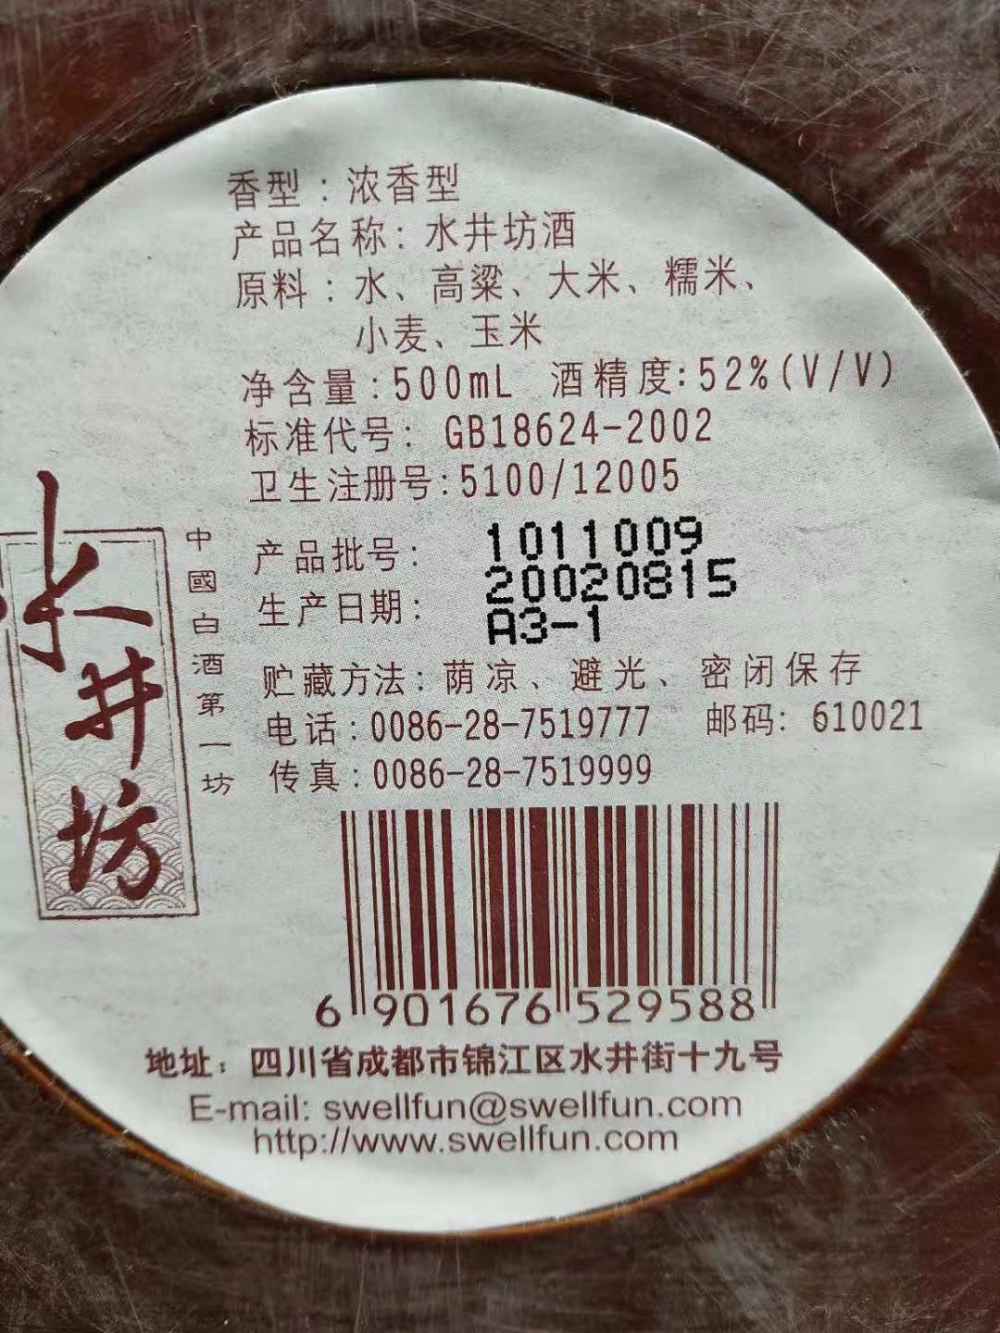 香型：浓香型
产品名称：水井坊酒
原料：水、高粱、大米、糯米、
小麦、玉米
净含量：500mL 酒精度：52%(V/V)
标准代号：GB18624-2002
卫生注册号：5100/12005
产品批号：1011009
生产日期：20020815
A3-1
贮藏方法：荫凉、避光、密闭保存
电话：0086-28-7519777 邮码：610021
传真：0086-28-7519999
水井坊
中國白酒第一坊
6 901676 529588
地址：四川省成都市锦江区水井街十九号
E-mail: swellfun@swellfun.com
http://www.swellfun.com